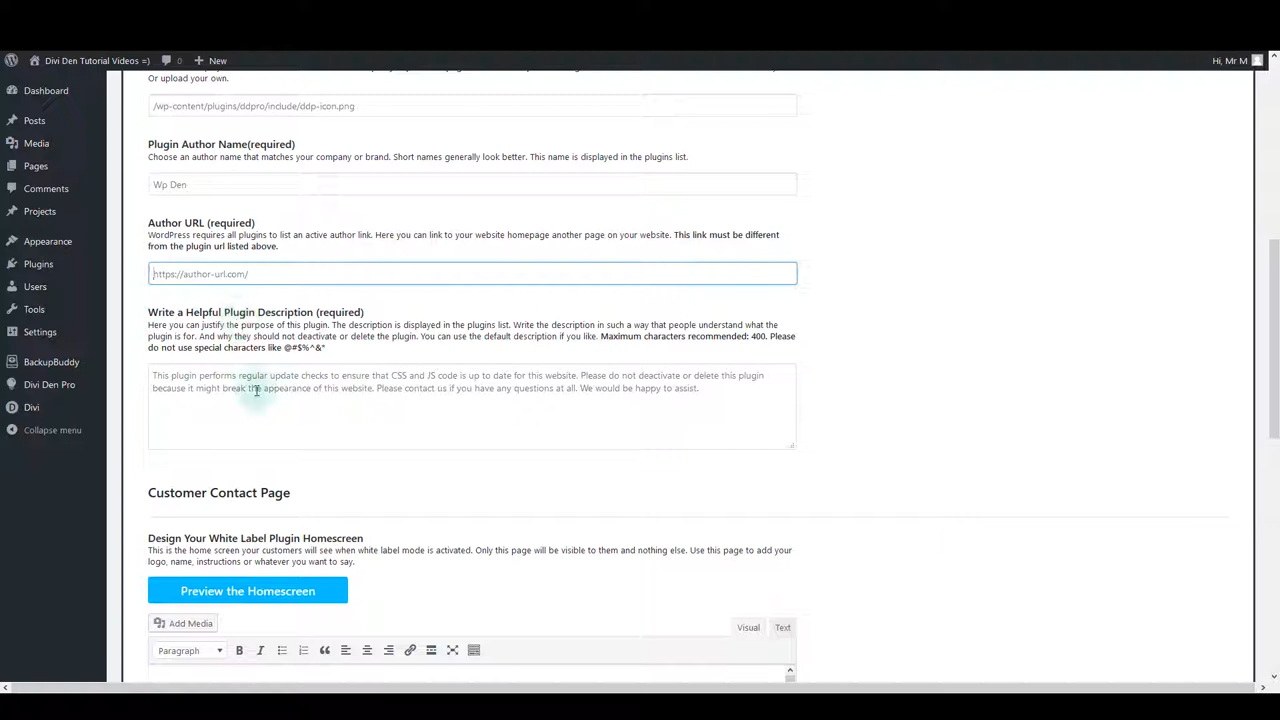 Divi Den Tutorial Videos =)
0
New
Hi, Mr M
Dashboard
Posts
Media
Pages
Comments
Projects
Appearance
Plugins
Users
Tools
Settings
BackupBuddy
Divi Den Pro
Divi
Collapse menu
Or upload your own.
/wp-content/plugins/ddpro/include/ddp-icon.png
Plugin Author Name(required)
Choose an author name that matches your company or brand. Short names generally look better. This name is displayed in the plugins list.
Wp Den
Author URL (required)
WordPress requires all plugins to list an active author link. Here you can link to your website homepage another page on your website. This link must be different
from the plugin url listed above.
https://author-url.com/
Write a Helpful Plugin Description (required)
Here you can justify the purpose of this plugin. The description is displayed in the plugins list. Write the description in such a way that people understand what the
plugin is for. And why they should not deactivate or delete the plugin. You can use the default description if you like. Maximum characters recommended: 400. Please
do not use special characters like @#$%^&*
This plugin performs regular update checks to ensure that CSS and JS code is up to date for this website. Please do not deactivate or delete this plugin
because it might break the appearance of this website. Please contact us if you have any questions at all. We would be happy to assist.
Customer Contact Page
Design Your White Label Plugin Homescreen
This is the home screen your customers will see when white label mode is activated. Only this page will be visible to them and nothing else. Use this page to add your
logo, name, instructions or whatever you want to say.
Preview the Homescreen
Add Media
Visual
Text
Paragraph
B
I